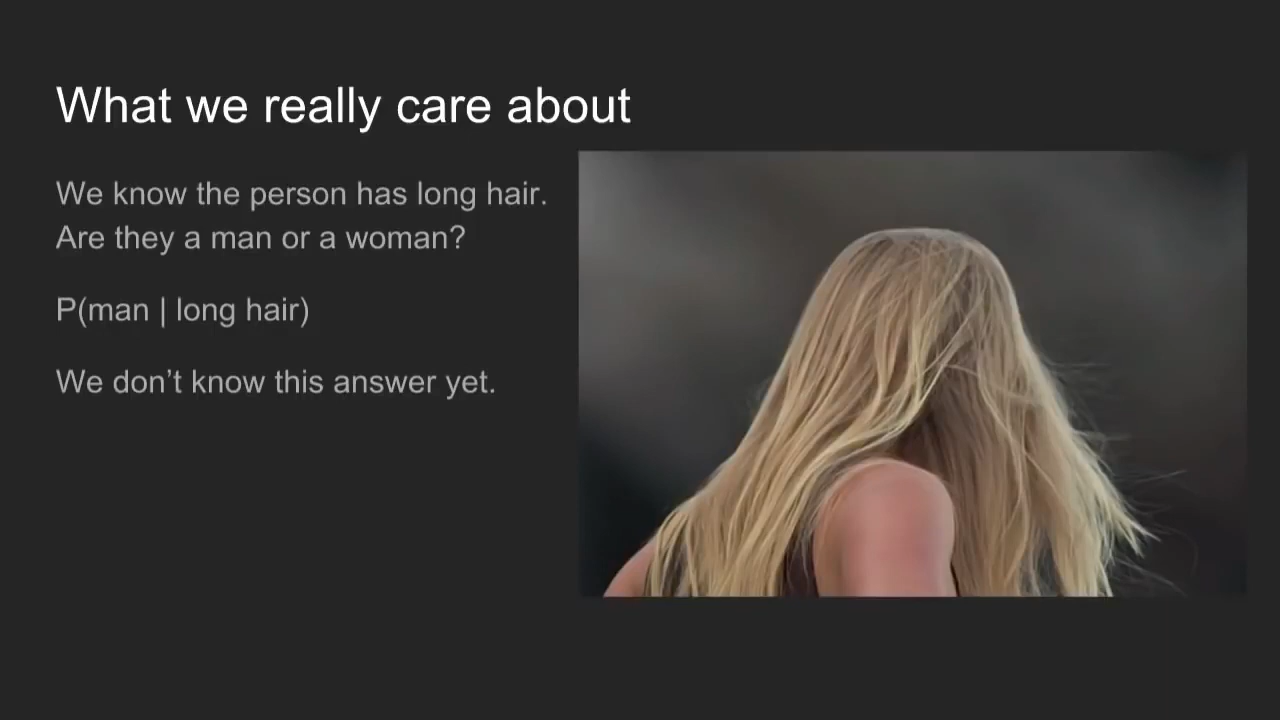 What we really care about
We know the person has long hair.
Are they a man or a woman?
P(man | long hair)
We don’t know this answer yet.